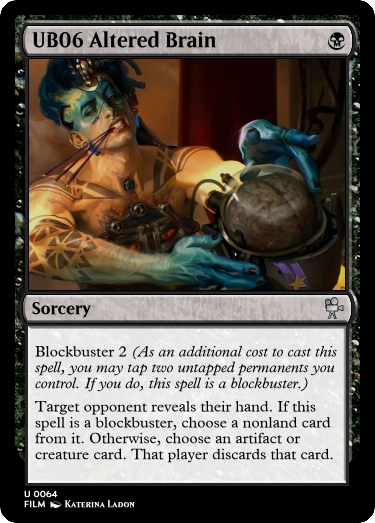 UB06 Altered Brain
Sorcery
Blockbuster 2 (As an additional cost to cast this
spell, you may tap two untapped permanents you
control. If you do, this spell is a blockbuster.)
Target opponent reveals their hand. If this
spell is a blockbuster, choose a nonland card
from it. Otherwise, choose an artifact or
creature card. That player discards that card.
U 0064
FILM Katerina Ladon